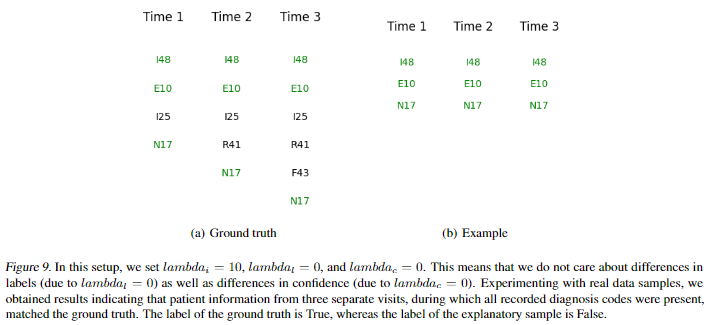 Time 1 Time 2 Time 3
I48 I48 I48
E10 E10 E10
I25 I25 I25
N17 R41 R41
N17 F43
N17
(a) Ground truth
Time 1 Time 2 Time 3
I48 I48 I48
E10 E10 E10
N17 N17 N17
(b) Example
Figure 9. In this setup, we set lambda_i = 10, lambda_l = 0, and lambda_c = 0. This means that we do not care about differences in
labels (due to lambda_l = 0) as well as differences in confidence (due to lambda_c = 0). Experimenting with real data samples, we
obtained results indicating that patient information from three separate visits, during which all recorded diagnosis codes were present,
matched the ground truth. The label of the ground truth is True, whereas the label of the explanatory sample is False.